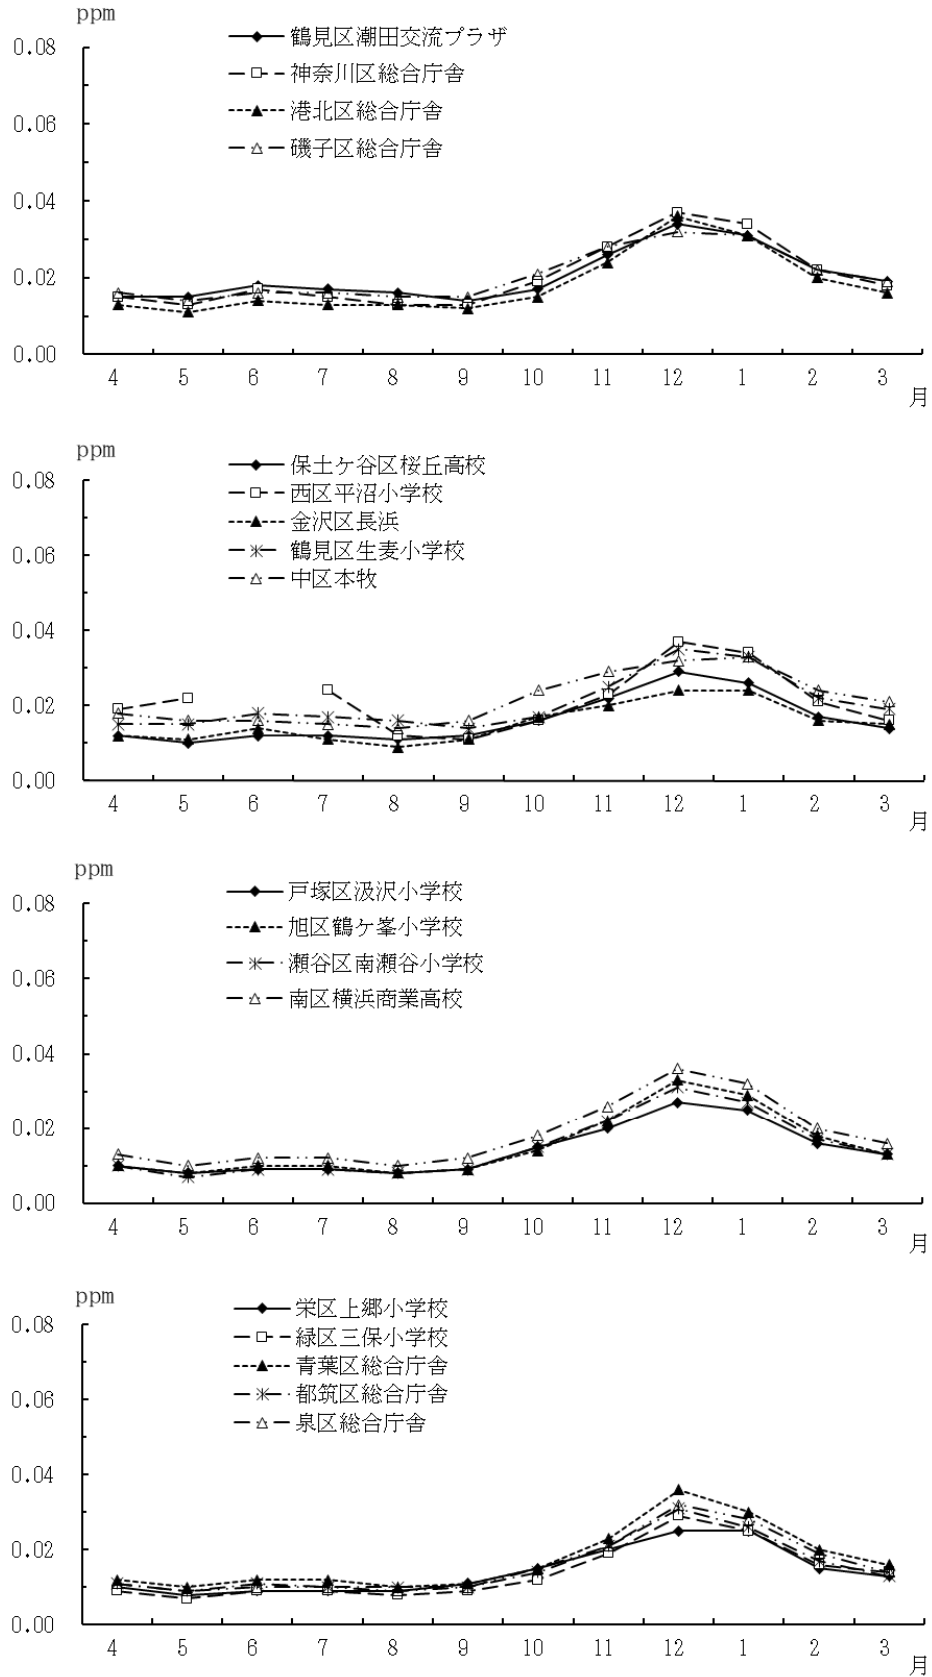 ppm
鶴見区潮田交流プラザ
神奈川区総合庁舎
港北区総合庁舎
磯子区総合庁舎
0.08
0.06
0.04
0.02
0.00
4 5 6 7 8 9 10 11 12 1 2 3
月
ppm
保土ケ谷区桜丘高校
西区平沼小学校
金沢区長浜
鶴見区生麦小学校
中区本牧
0.08
0.06
0.04
0.02
0.00
4 5 6 7 8 9 10 11 12 1 2 3
月
ppm
戸塚区汲沢小学校
旭区鶴ケ峯小学校
瀬谷区南瀬谷小学校
南区横浜商業高校
0.08
0.06
0.04
0.02
0.00
4 5 6 7 8 9 10 11 12 1 2 3
月
ppm
栄区上郷小学校
緑区三保小学校
青葉区総合庁舎
都筑区総合庁舎
泉区総合庁舎
0.08
0.06
0.04
0.02
0.00
4 5 6 7 8 9 10 11 12 1 2 3
月